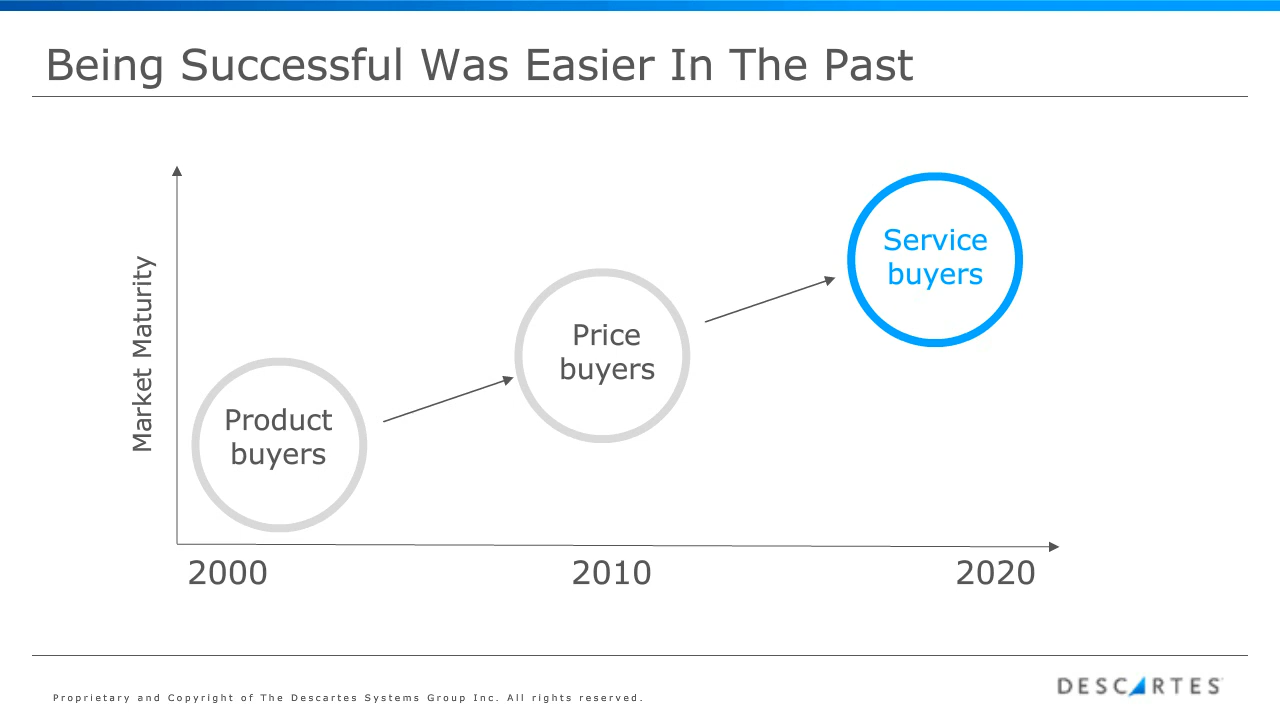 Being Successful Was Easier In The Past
Market Maturity
Product
buyers
Price
buyers
Service
buyers
2000
2010
2020
Proprietary and Copyright of The Descartes Systems Group Inc. All rights reserved.
DESCARTES